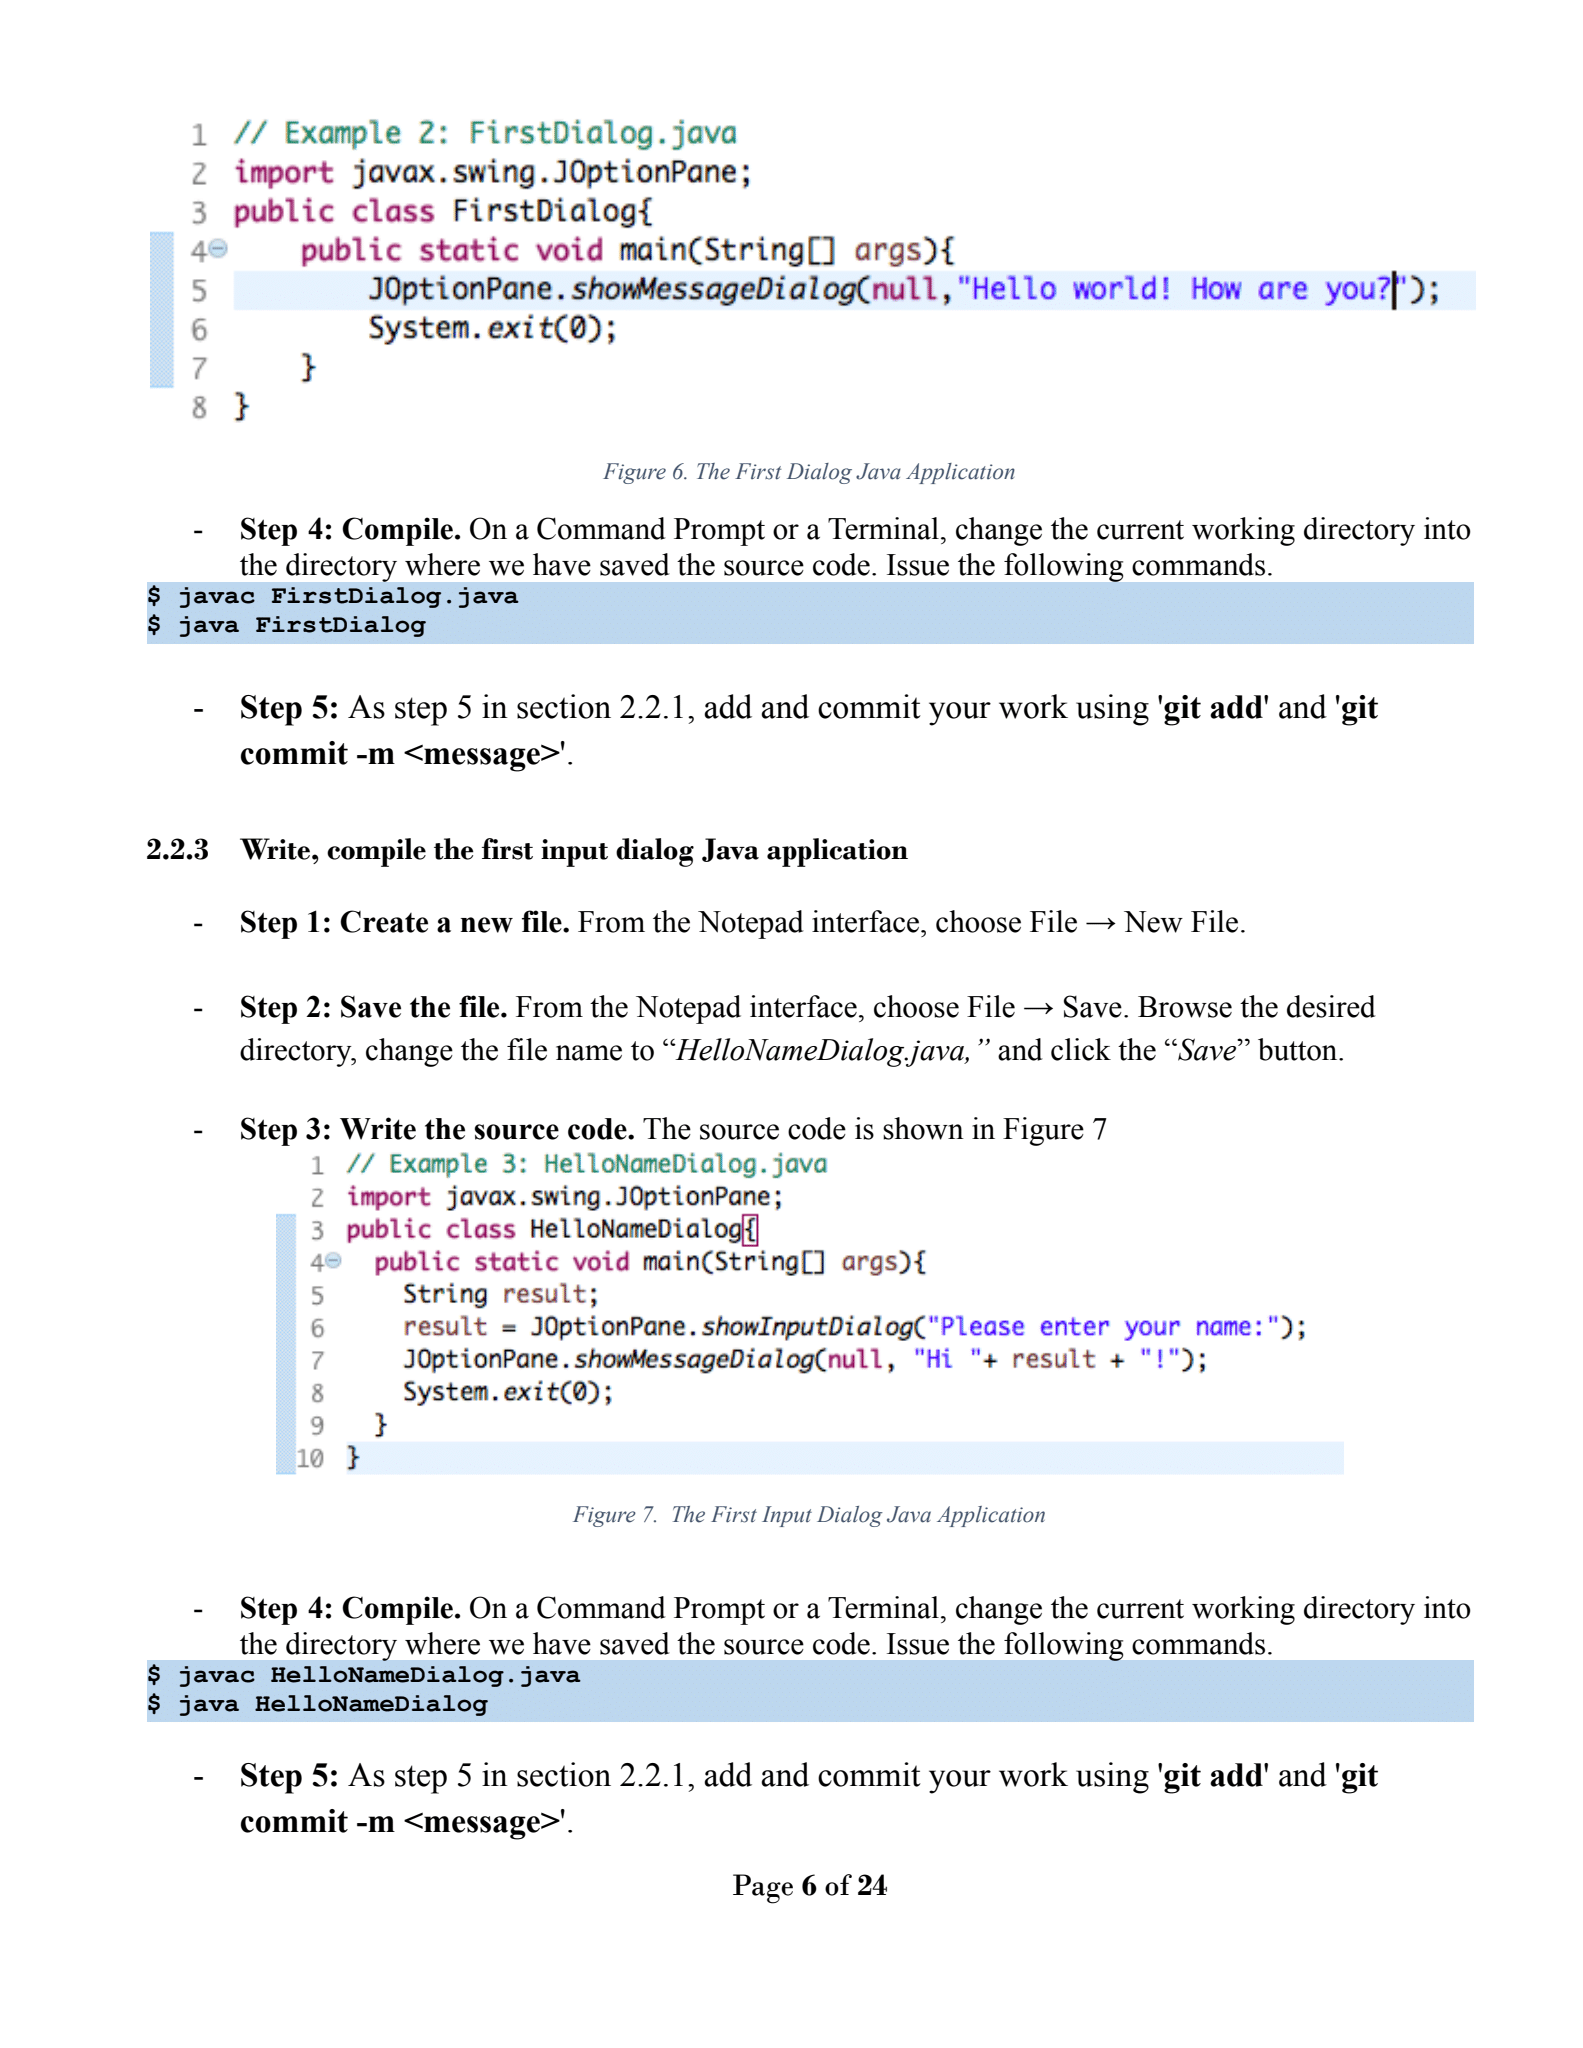 1 // Example 2: FirstDialog.java
2 import javax.swing.JOptionPane;
3 public class FirstDialog{
4 public static void main(String[] args){
5 JOptionPane.showMessageDialog(null,"Hello world! How are you?");
6 System.exit(0);
7 }
8 }
Figure 6. The First Dialog Java Application
- Step 4: Compile. On a Command Prompt or a Terminal, change the current working directory into
the directory where we have saved the source code. Issue the following commands.
$ javac FirstDialog.java
$ java FirstDialog
- Step 5: As step 5 in section 2.2.1, add and commit your work using 'git add' and 'git
commit -m <message>'.
2.2.3 Write, compile the first input dialog Java application
- Step 1: Create a new file. From the Notepad interface, choose File → New File.
- Step 2: Save the file. From the Notepad interface, choose File → Save. Browse the desired
directory, change the file name to “HelloNameDialog.java,” and click the “Save” button.
- Step 3: Write the source code. The source code is shown in Figure 7
1 // Example 3: HelloNameDialog.java
2 import javax.swing.JOptionPane;
3 public class HelloNameDialog{
4 public static void main(String[] args){
5 String result;
6 result = JOptionPane.showInputDialog("Please enter your name:");
7 JOptionPane.showMessageDialog(null, "Hi "+ result + "!");
8 System.exit(0);
9 }
10 }
Figure 7. The First Input Dialog Java Application
- Step 4: Compile. On a Command Prompt or a Terminal, change the current working directory into
the directory where we have saved the source code. Issue the following commands.
$ javac HelloNameDialog.java
$ java HelloNameDialog
- Step 5: As step 5 in section 2.2.1, add and commit your work using 'git add' and 'git
commit -m <message>'.
Page 6 of 24